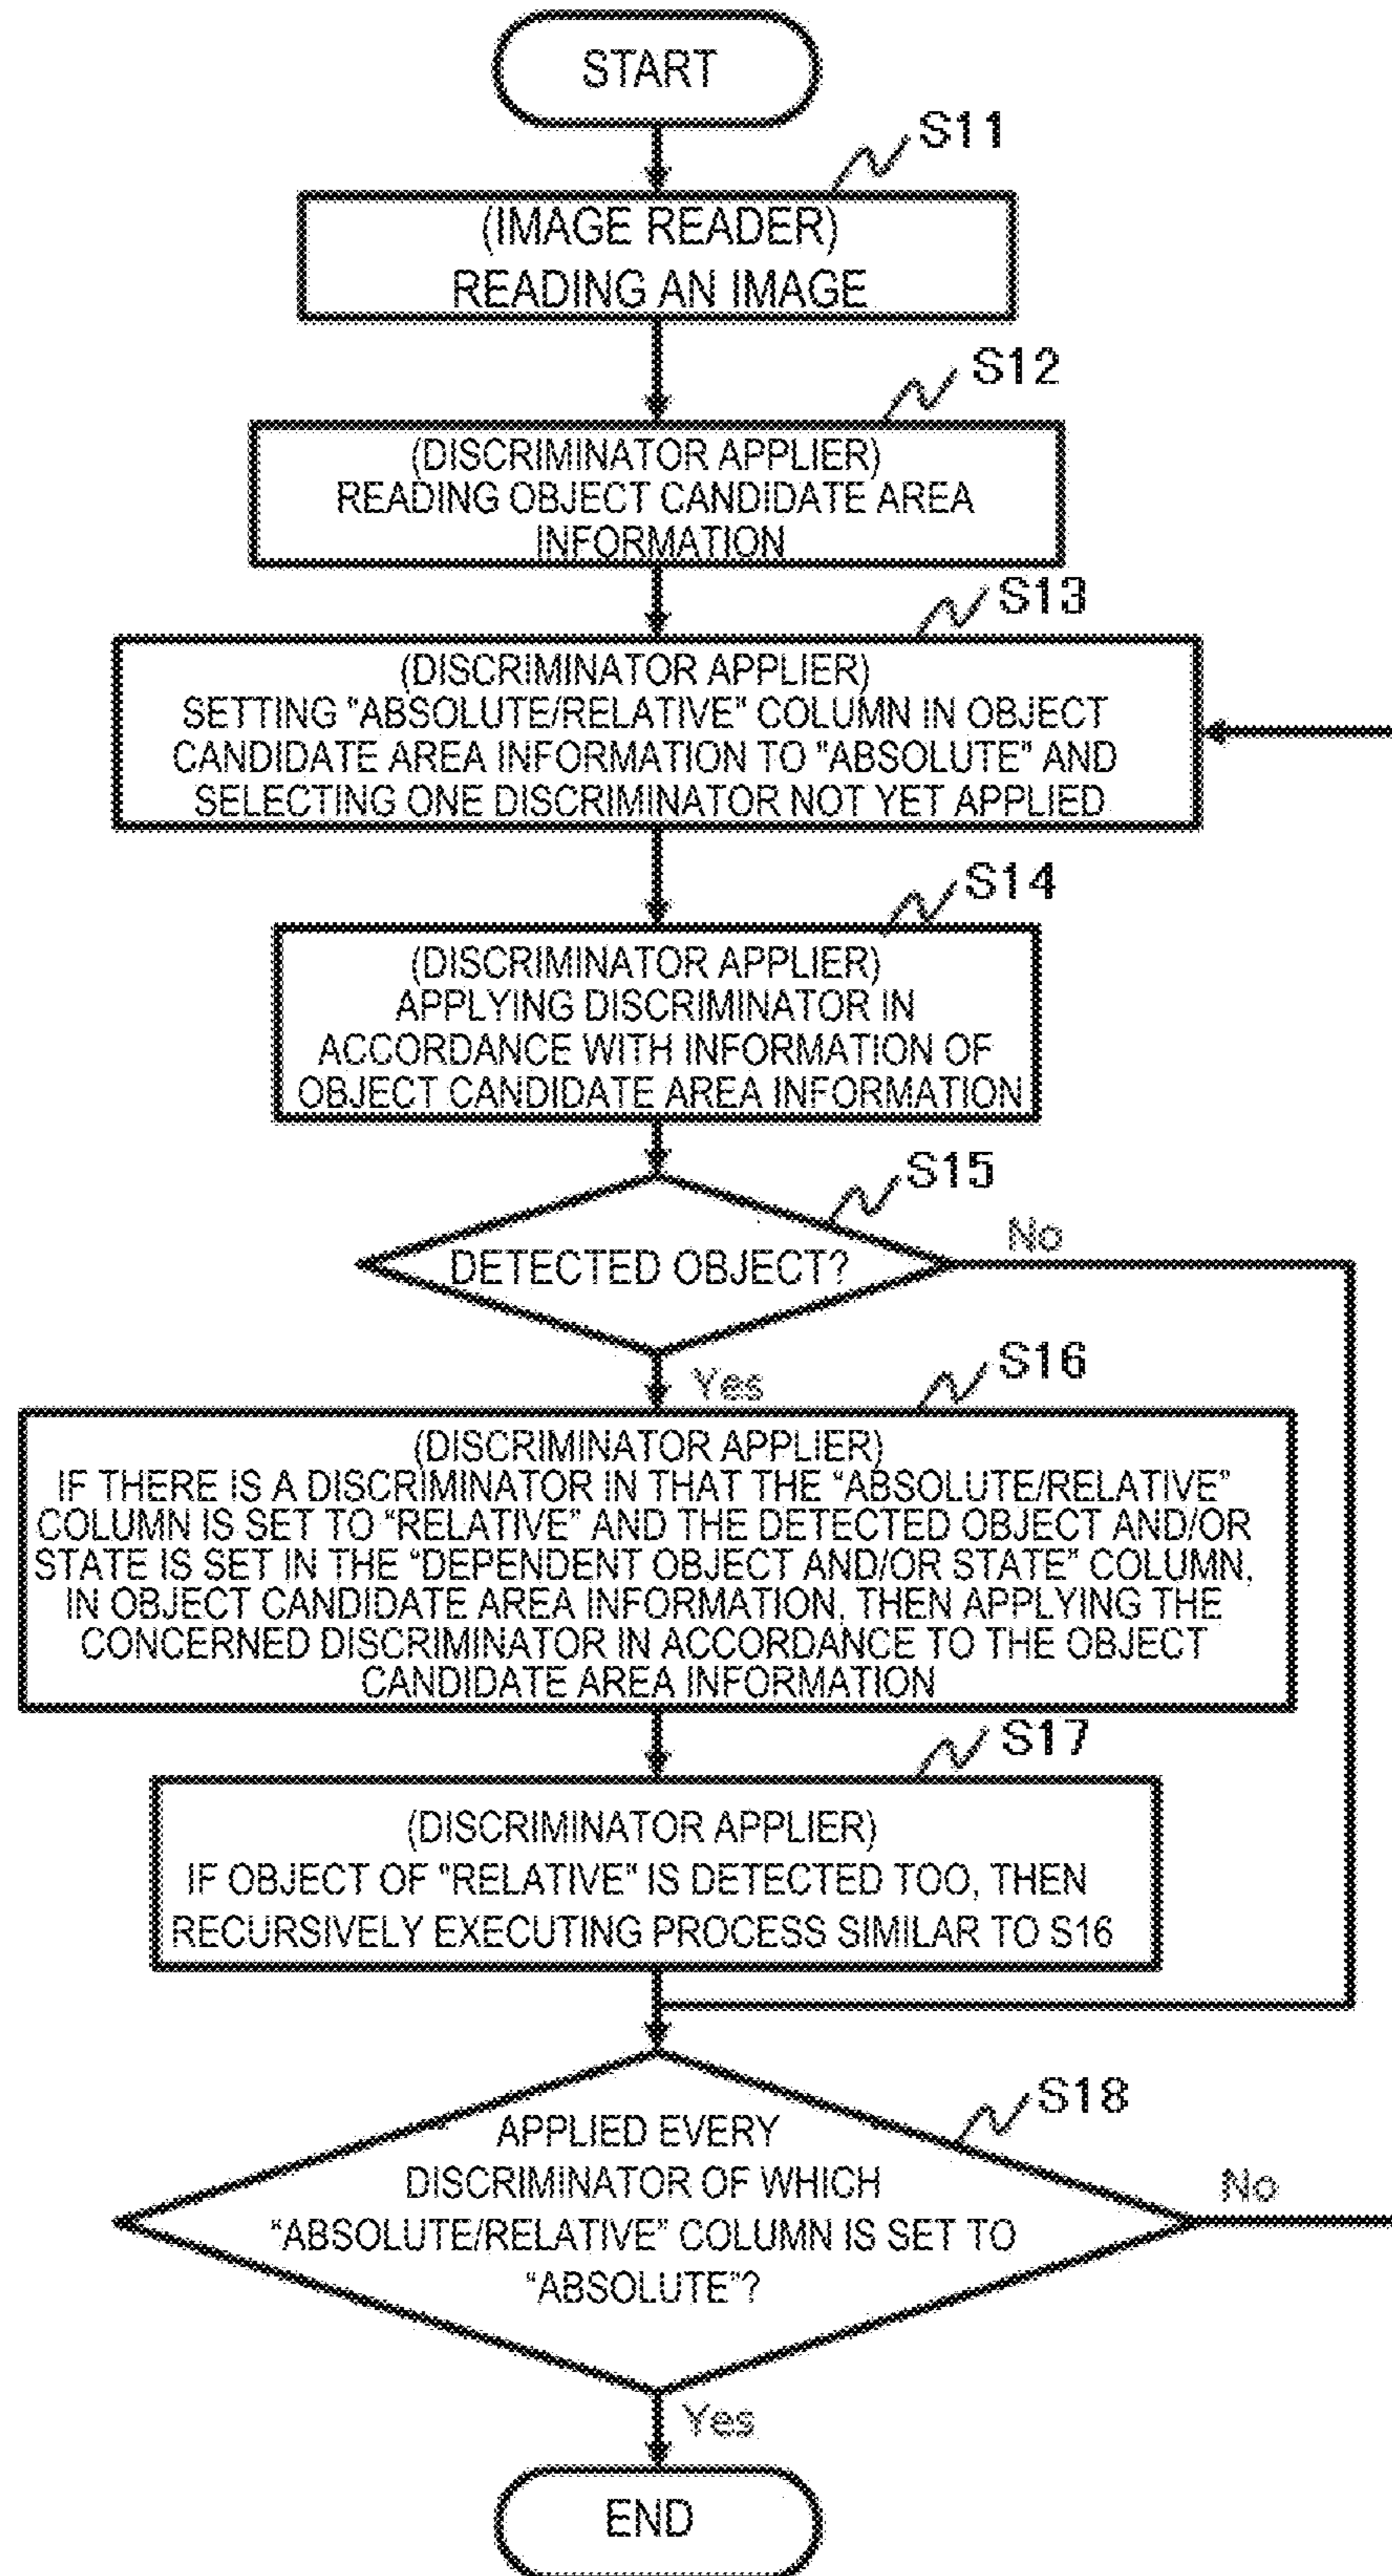 START
S11
(IMAGE READER)
READING AN IMAGE
S12
(DISCRIMINATOR APPLIER)
READING OBJECT CANDIDATE AREA
INFORMATION
S13
(DISCRIMINATOR APPLIER)
SETTING "ABSOLUTE/RELATIVE" COLUMN IN OBJECT
CANDIDATE AREA INFORMATION TO "ABSOLUTE" AND
SELECTING ONE DISCRIMINATOR NOT YET APPLIED
S14
(DISCRIMINATOR APPLIER)
APPLYING DISCRIMINATOR IN
ACCORDANCE WITH INFORMATION OF
OBJECT CANDIDATE AREA INFORMATION
S15
DETECTED OBJECT?
No
Yes
S16
(DISCRIMINATOR APPLIER)
IF THERE IS A DISCRIMINATOR IN THAT THE “ABSOLUTE/RELATIVE”
COLUMN IS SET TO “RELATIVE” AND THE DETECTED OBJECT AND/OR
STATE IS SET IN THE “DEPENDENT OBJECT AND/OR STATE” COLUMN,
IN OBJECT CANDIDATE AREA INFORMATION, THEN APPLYING THE
CONCERNED DISCRIMINATOR IN ACCORDANCE TO THE OBJECT
CANDIDATE AREA INFORMATION
S17
(DISCRIMINATOR APPLIER)
IF OBJECT OF "RELATIVE" IS DETECTED TOO, THEN
RECURSIVELY EXECUTING PROCESS SIMILAR TO S16
S18
APPLIED EVERY
DISCRIMINATOR OF WHICH
“ABSOLUTE/RELATIVE” COLUMN IS SET TO
“ABSOLUTE”?
No
Yes
END